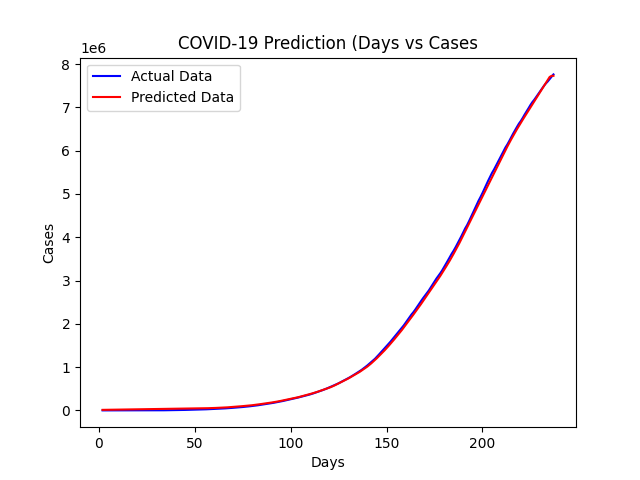 COVID-19 Prediction (Days vs Cases
1e6
Actual Data
Predicted Data
8
7
6
5
4
3
2
1
0
Cases
0 50 100 150 200
Days